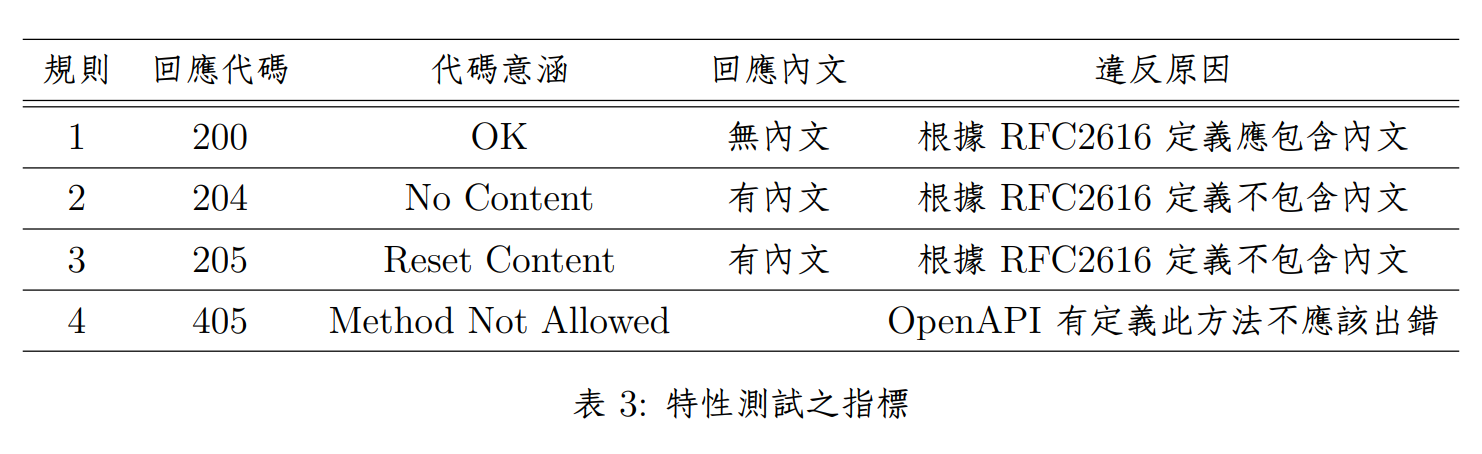 規則 回應代碼 代碼意涵 回應內文 違反原因
1 200 OK 無內文 根據 RFC2616 定義應包含內文
2 204 No Content 有內文 根據 RFC2616 定義不包含內文
3 205 Reset Content 有內文 根據 RFC2616 定義不包含內文
4 405 Method Not Allowed OpenAPI 有定義此方法不應該出錯
表 3: 特性測試之指標